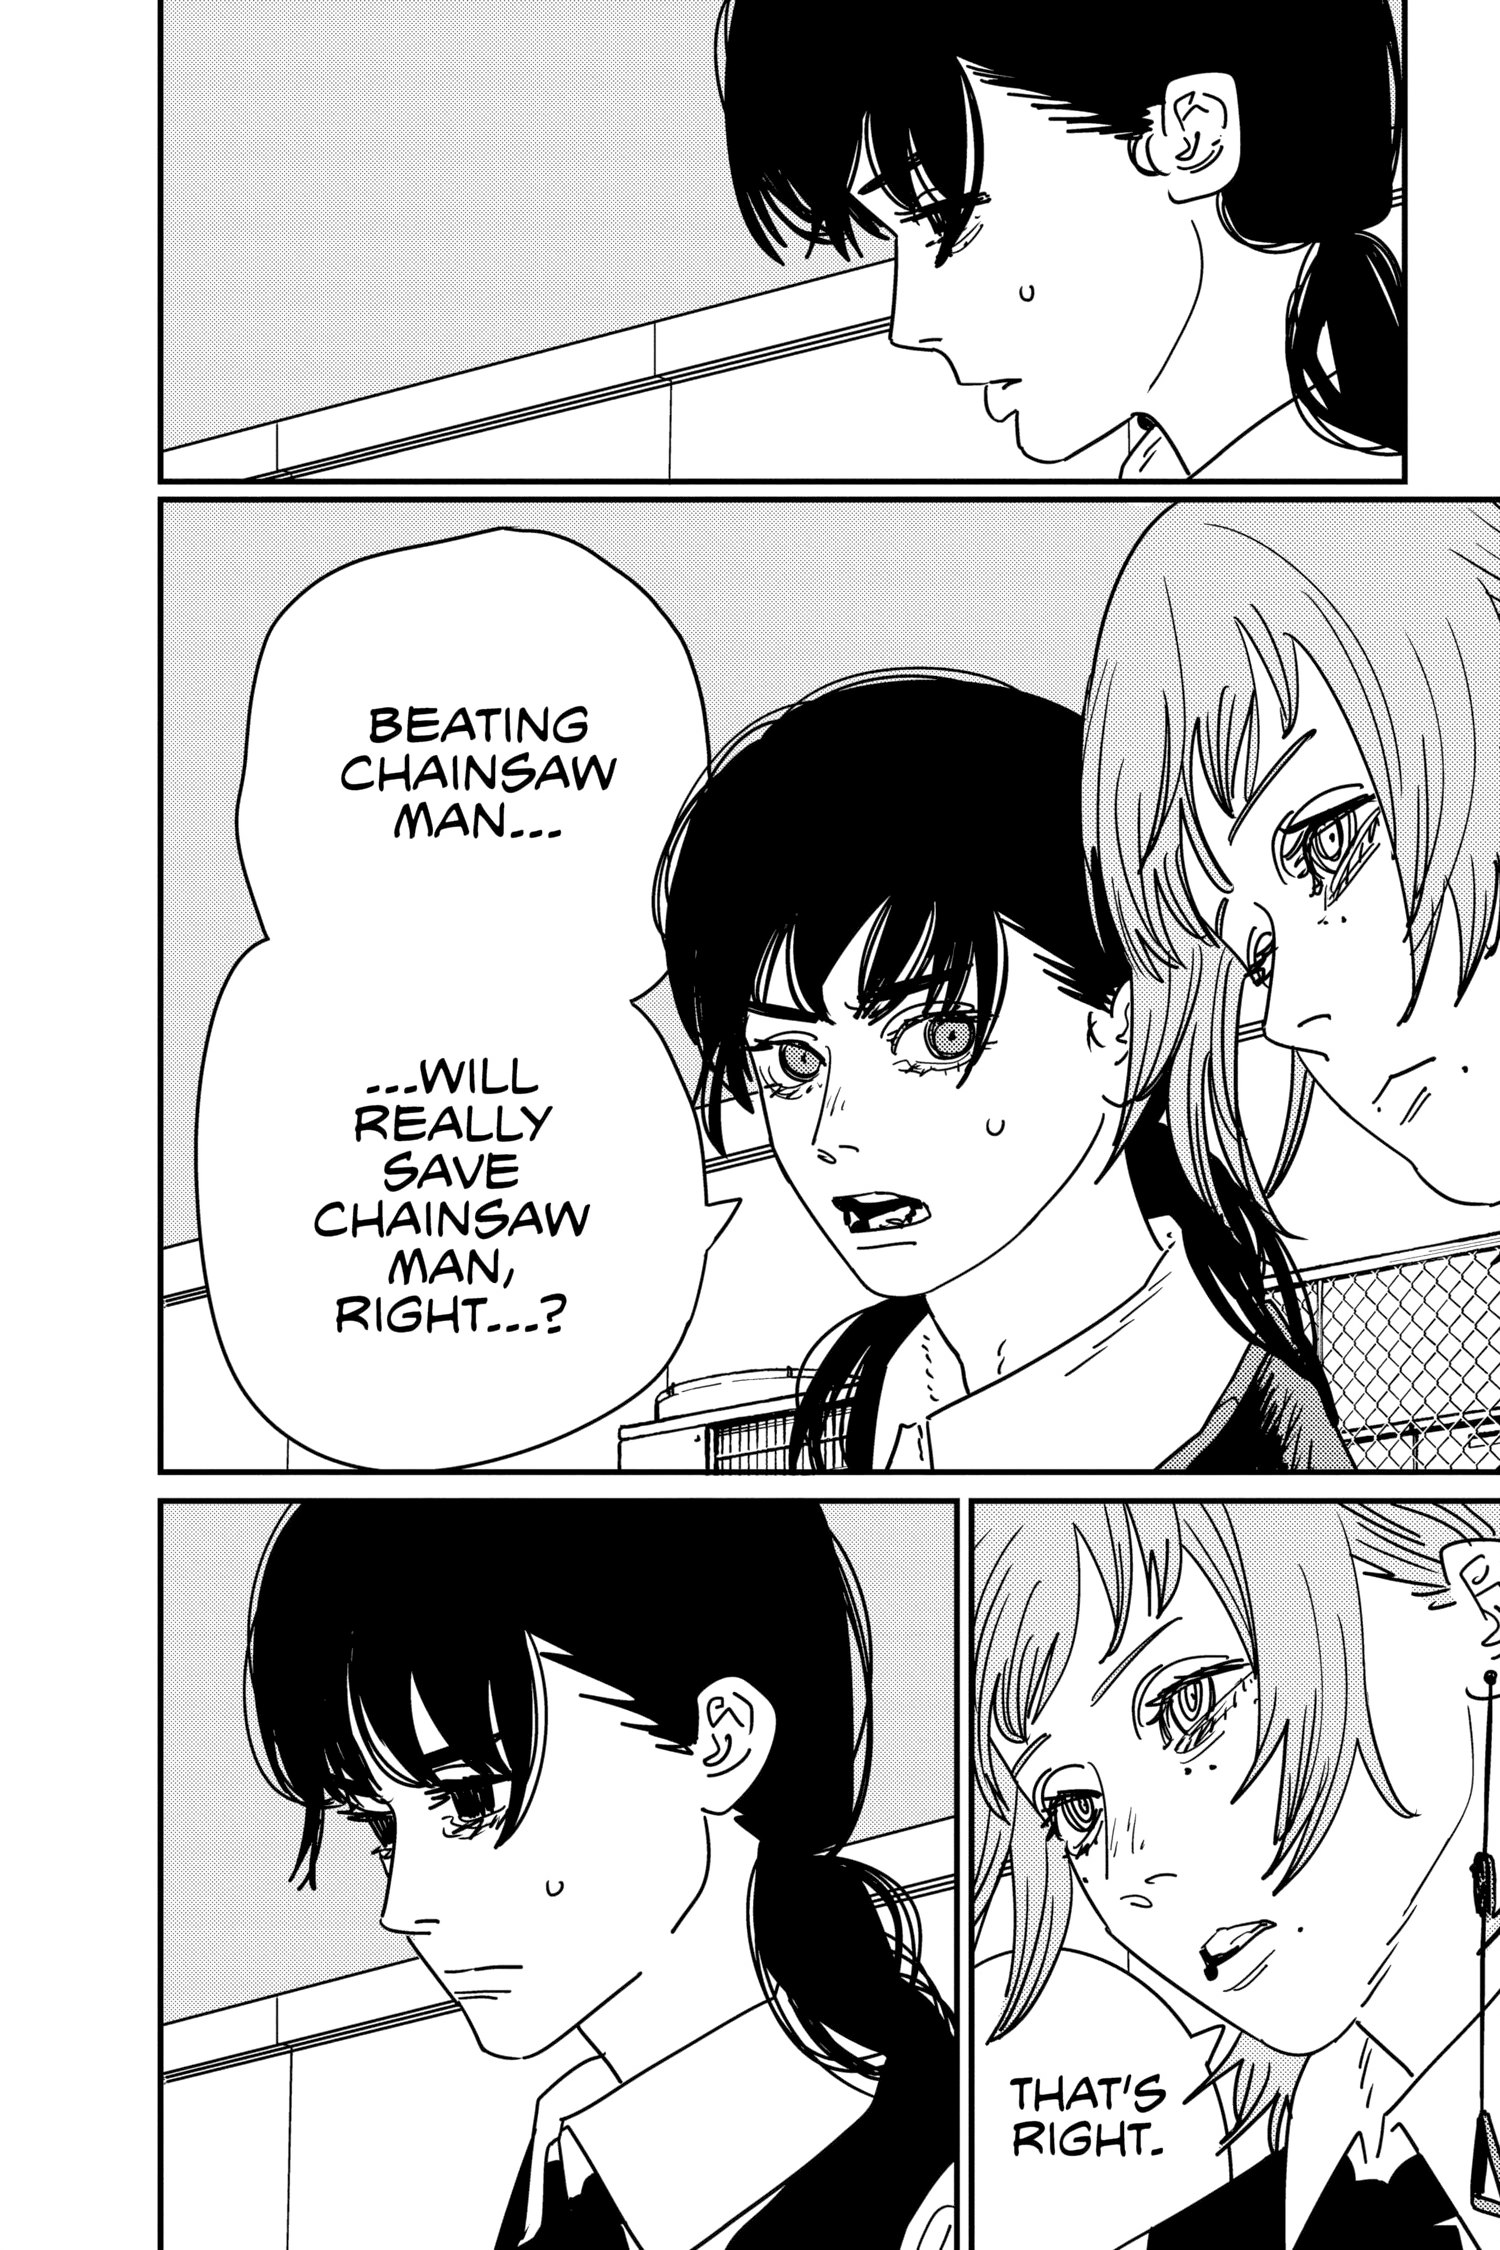 BEATING
CHAINSAW
MAN...
...WILL
REALLY
SAVE
CHAINSAW
MAN,
RIGHT...?
THAT'S
RIGHT.